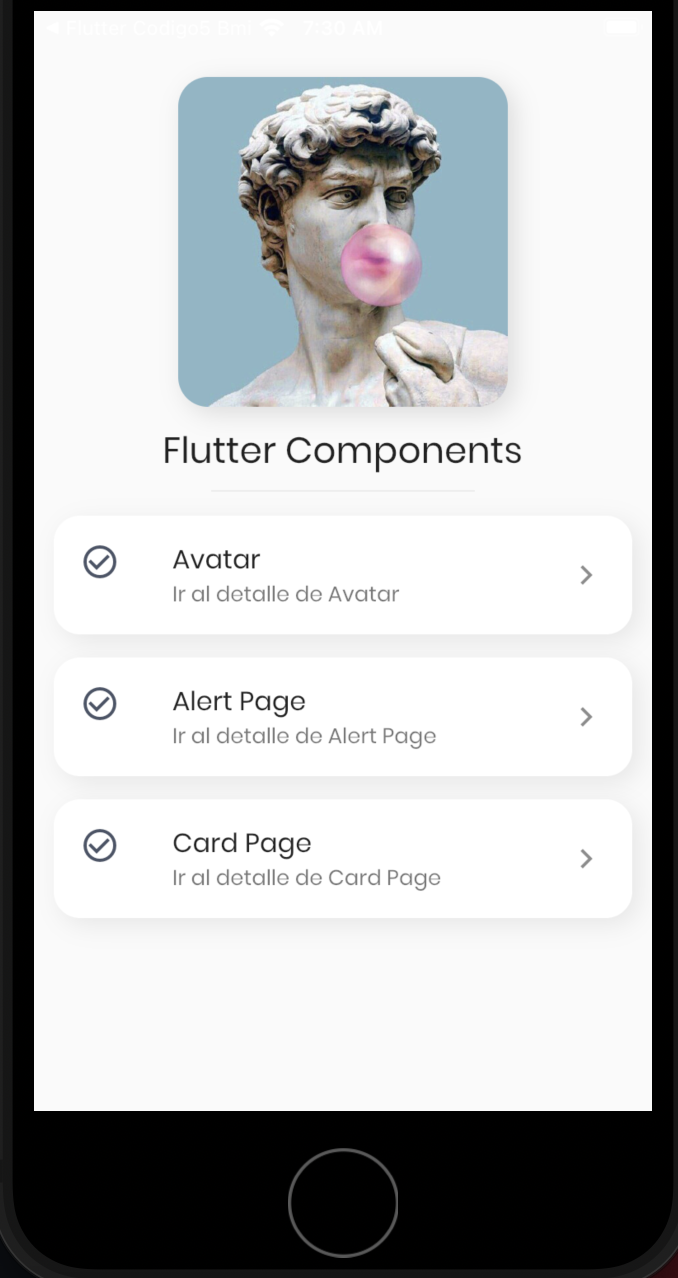 ◀ Flutter Codigo5 Bmi 7:30 AM
Flutter Components
Avatar
Ir al detalle de Avatar
Alert Page
Ir al detalle de Alert Page
Card Page
Ir al detalle de Card Page